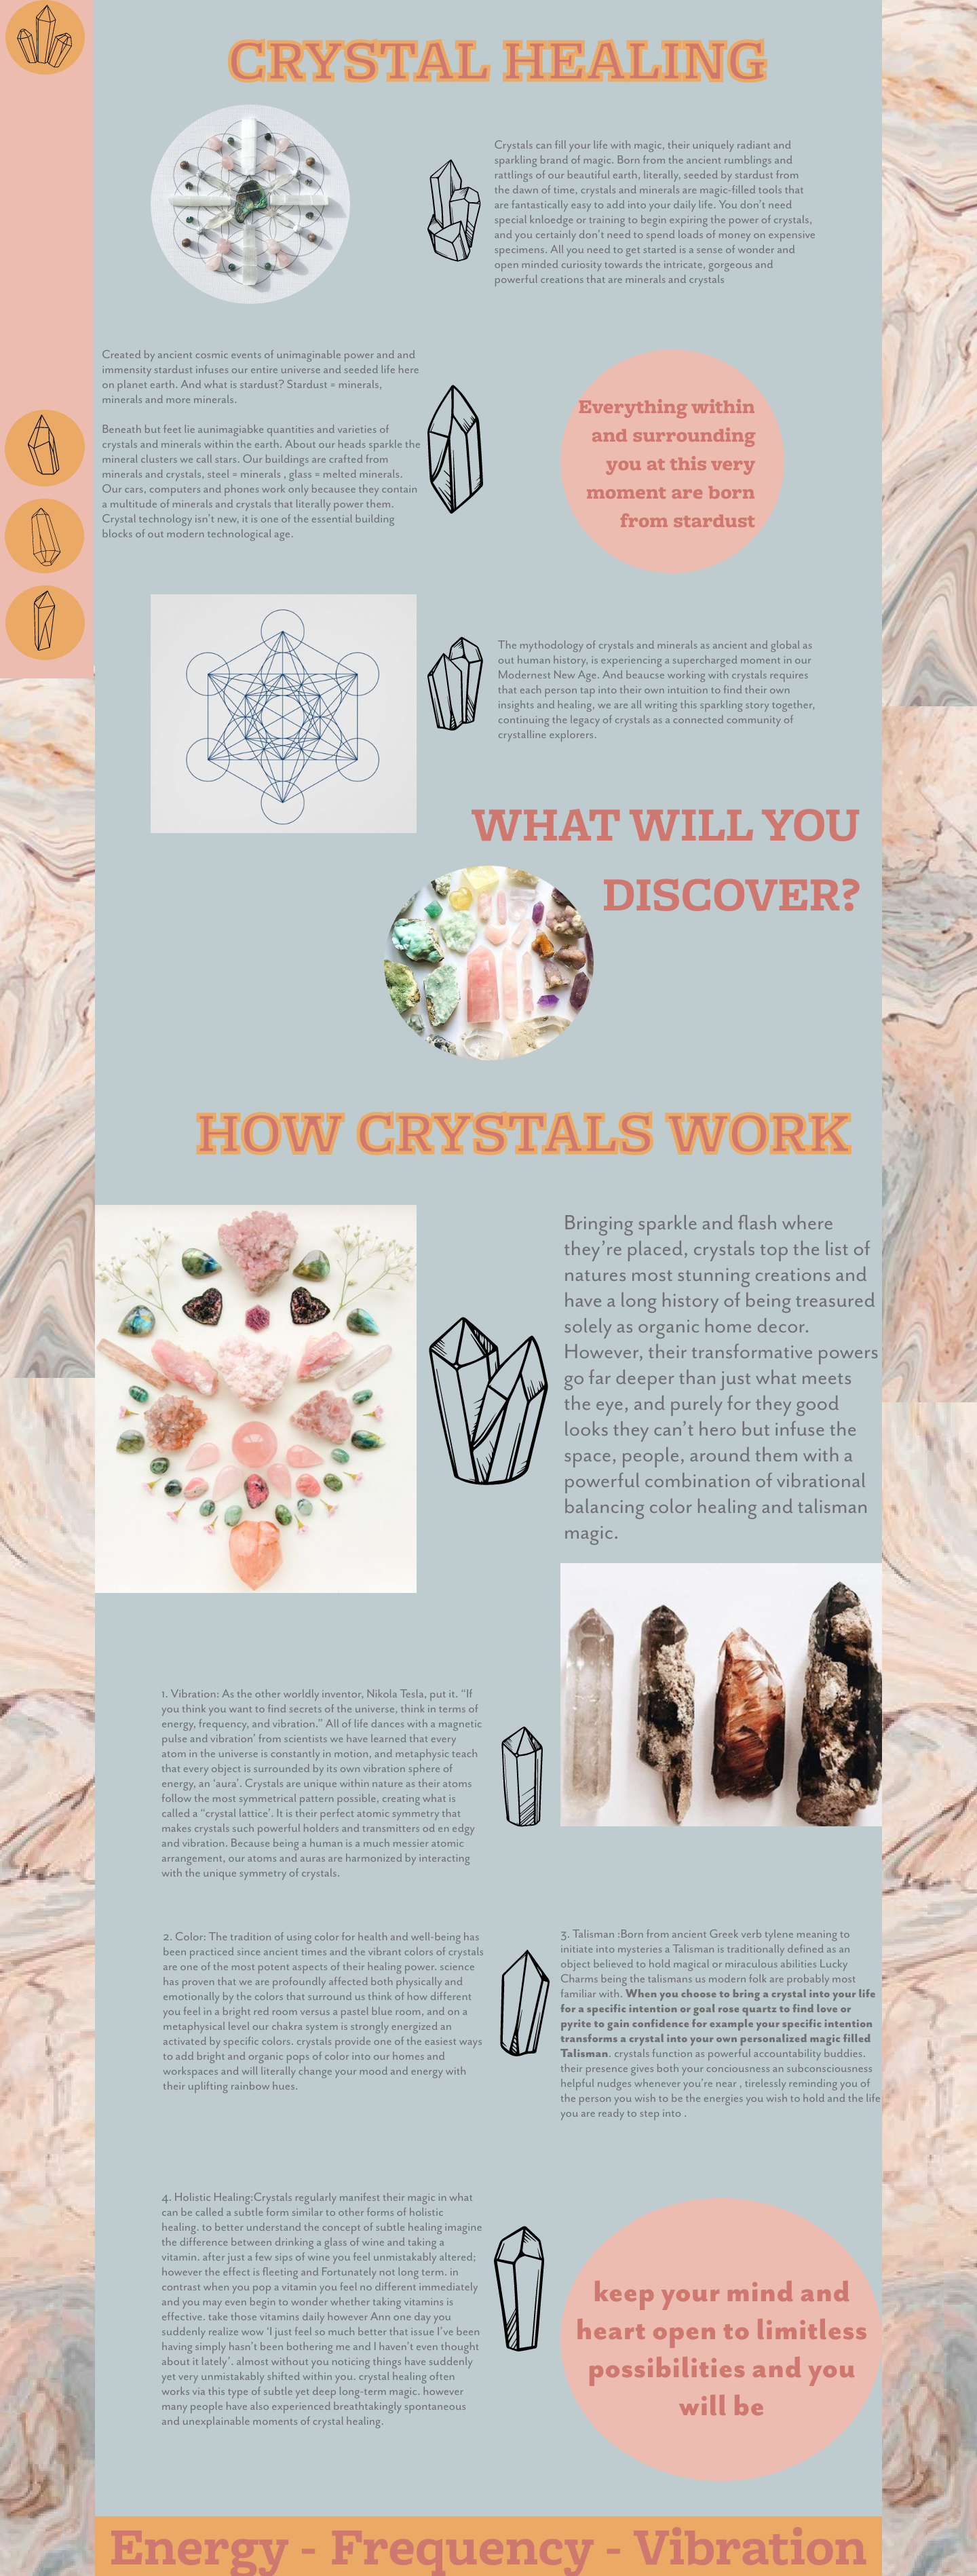 CRYSTAL HEALING
Crystals can fill your life with magic, their uniquely radiant and
sparkling brand of magic. Born from the ancient rumblings and
rattlings of our beautiful earth, literally, seeded by stardust from
the dawn of time, crystals and minerals are magic-filled tools that
are fantastically easy to add into your daily life. You don't need
special knloedge or training to begin expiring the power of crystals,
and you certainly don't need to spend loads of money on expensive
specimens. All you need to get started is a sense of wonder and
open minded curiosity towards the intricate, gorgeous and
powerful creations that are minerals and crystals
Created by ancient cosmic events of unimaginable power and and
immensity stardust infuses our entire universe and seeded life here
on planet earth. And what is stardust? Stardust = minerals,
minerals and more minerals.
Beneath but feet lie aunimagiabke quantities and varieties of
crystals and minerals within the earth. About our heads sparkle the
mineral clusters we call stars. Our buildings are crafted from
minerals and crystals, steel = minerals , glass = melted minerals.
Our cars, computers and phones work only becausee they contain
a multitude of minerals and crystals that literally power them.
Crystal technology isn't new, it is one of the essential building
blocks of out modern technological age.
Everything within
and surrounding
you at this very
moment are born
from stardust
The mythodology of crystals and minerals as ancient and global as
out human history, is experiencing a supercharged moment in our
Modernest New Age. And beaucse working with crystals requires
that each person tap into their own intuition to find their own
insights and healing, we are all writing this sparkling story together,
continuing the legacy of crystals as a connected community of
crystalline explorers.
WHAT WILL YOU
DISCOVER?
HOW CRYSTALS WORK
Bringing sparkle and flash where
they're placed, crystals top the list of
natures most stunning creations and
have a long history of being treasured
solely as organic home decor.
However, their transformative powers
go far deeper than just what meets
the eye, and purely for they good
looks they can't hero but infuse the
space, people, around them with a
powerful combination of vibrational
balancing color healing and talisman
magic.
1. Vibration: As the other worldly inventor, Nikola Tesla, put it. "If
you think you want to find secrets of the universe, think in terms of
energy, frequency, and vibration." All of life dances with a magnetic
pulse and vibration' from scientists we have learned that every
atom in the universe is constantly in motion, and metaphysic teach
that every object is surrounded by its own vibration sphere of
energy, an 'aura'. Crystals are unique within nature as their atoms
follow the most symmetrical pattern possible, creating what is
called a "crystal lattice'. It is their perfect atomic symmetry that
makes crystals such powerful holders and transmitters od en edgy
and vibration. Because being a human is a much messier atomic
arrangement, our atoms and auras are harmonized by interacting
with the unique symmetry of crystals.
2. Color: The tradition of using color for health and well-being has
been practiced since ancient times and the vibrant colors of crystals
are one of the most potent aspects of their healing power. science
has proven that we are profoundly affected both physically and
emotionally by the colors that surround us think of how different
you feel in a bright red room versus a pastel blue room, and on a
metaphysical level our chakra system is strongly energized an
activated by specific colors. crystals provide one of the easiest ways
to add bright and organic pops of color into our homes and
workspaces and will literally change your mood and energy with
their uplifting rainbow hues.
3. Talisman :Born from ancient Greek verb tylene meaning to
initiate into mysteries a Talisman is traditionally defined as an
object believed to hold magical or miraculous abilities Lucky
Charms being the talismans us modern folk are probably most
familiar with. When you choose to bring a crystal into your life
for a specific intention or goal rose quartz to find love or
pyrite to gain confidence for example your specific intention
transforms a crystal into your own personalized magic filled
Talisman. crystals function as powerful accountability buddies.
their presence gives both your conciousness an subconsciousness
helpful nudges whenever you're near , tirelessly reminding you of
the person you wish to be the energies you wish to hold and the life
you are ready to step into .
4. Holistic Healing:Crystals regularly manifest their magic in what
can be called a subtle form similar to other forms of holistic
healing. to better understand the concept of subtle healing imagine
the difference between drinking a glass of wine and taking a
vitamin. after just a few sips of wine you feel unmistakably altered;
however the effect is fleeting and Fortunately not long term. in
contrast when you pop a vitamin you feel no different immediately
and you may even begin to wonder whether taking vitamins is
effective. take those vitamins daily however Ann one day you
suddenly realize wow 'I just feel so much better that issue I've been
having simply hasn't been bothering me and I haven't even thought
about it lately'. almost without you noticing things have suddenly
yet very unmistakably shifted within you. crystal healing often
works via this type of subtle yet deep long-term magic. however
many people have also experienced breathtakingly spontaneous
and unexplainable moments of crystal healing.
keep your mind and
heart open to limitless
possibilities and you
will be
Energy - Frequency - Vibration